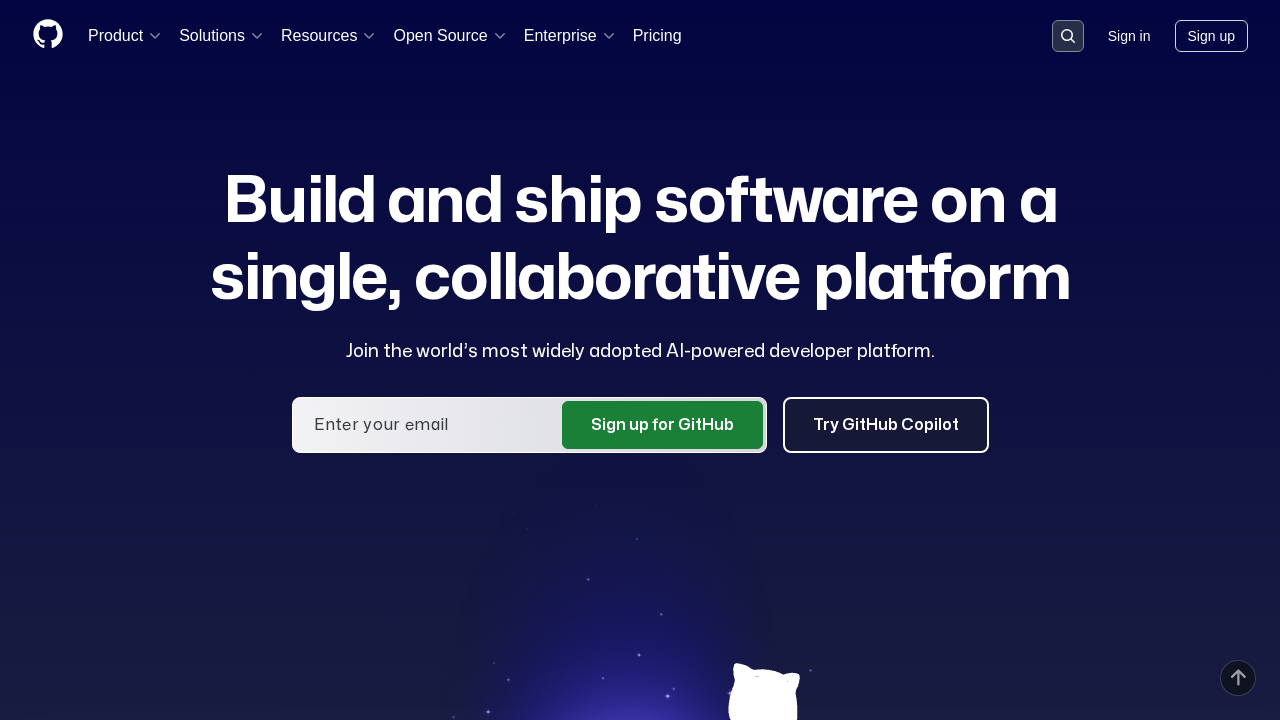 Product Solutions Resources Open Source Enterprise Pricing Sign in Sign up
Build and ship software on a
single, collaborative platform
Join the world’s most widely adopted AI-powered developer platform.
Enter your email Sign up for GitHub Try GitHub Copilot